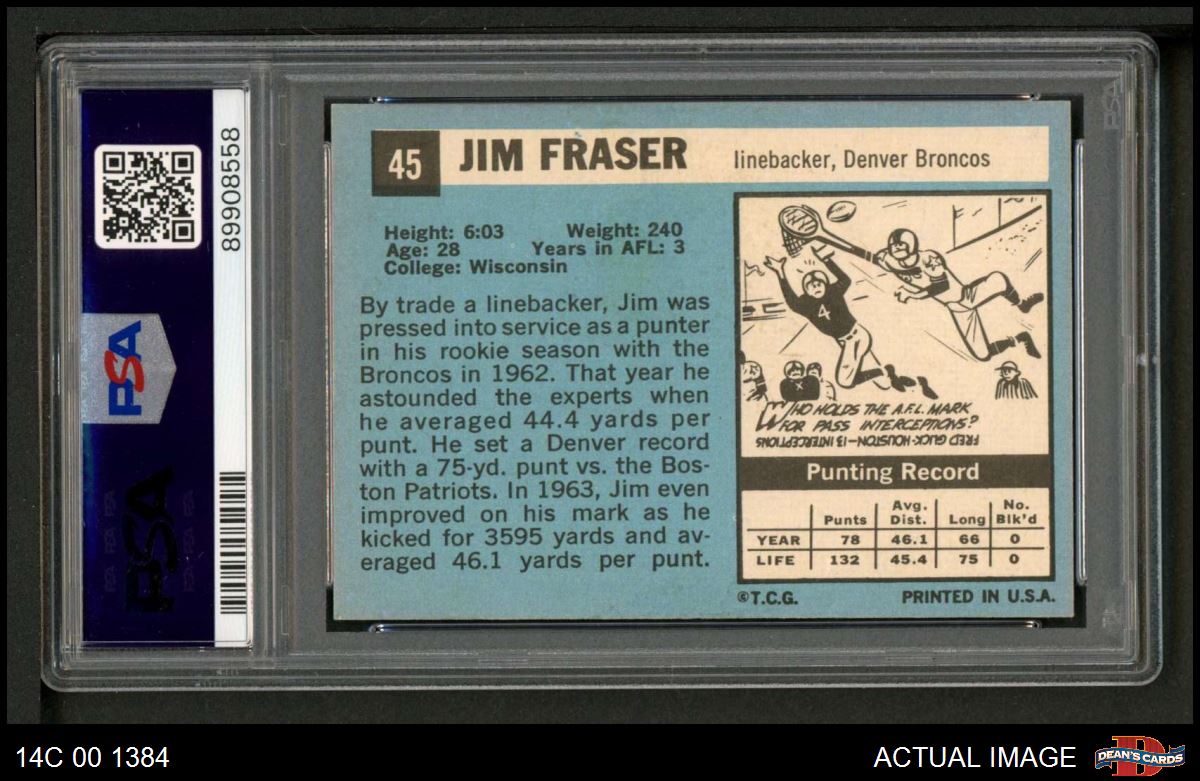 89908558
PSA
PSA
45
JIM FRASER
linebacker, Denver Broncos
Height: 6:03 Weight: 240
Age: 28 Years in AFL: 3
College: Wisconsin
By trade a linebacker, Jim was
pressed into service as a punter
in his rookie season with the
Broncos in 1962. That year he
astounded the experts when
he averaged 44.4 yards per
punt. He set a Denver record
with a 75-yd. punt vs. the Bos-
ton Patriots. In 1963, Jim even
improved on his mark as he
kicked for 3595 yards and av-
eraged 46.1 yards per punt.
4
WHO HOLDS THE A.F.L. MARK
FOR PASS INTERCEPTIONS?
FRED GLICK-HOUSTON-13 INTERCEPTIONS
Punting Record
Punts Avg. Dist. Long No. Blk'd
YEAR 78 46.1 66 0
LIFE 132 45.4 75 0
©T.C.G. PRINTED IN U.S.A.
14C 00 1384
ACTUAL IMAGE
D
DEAN'S CARDS